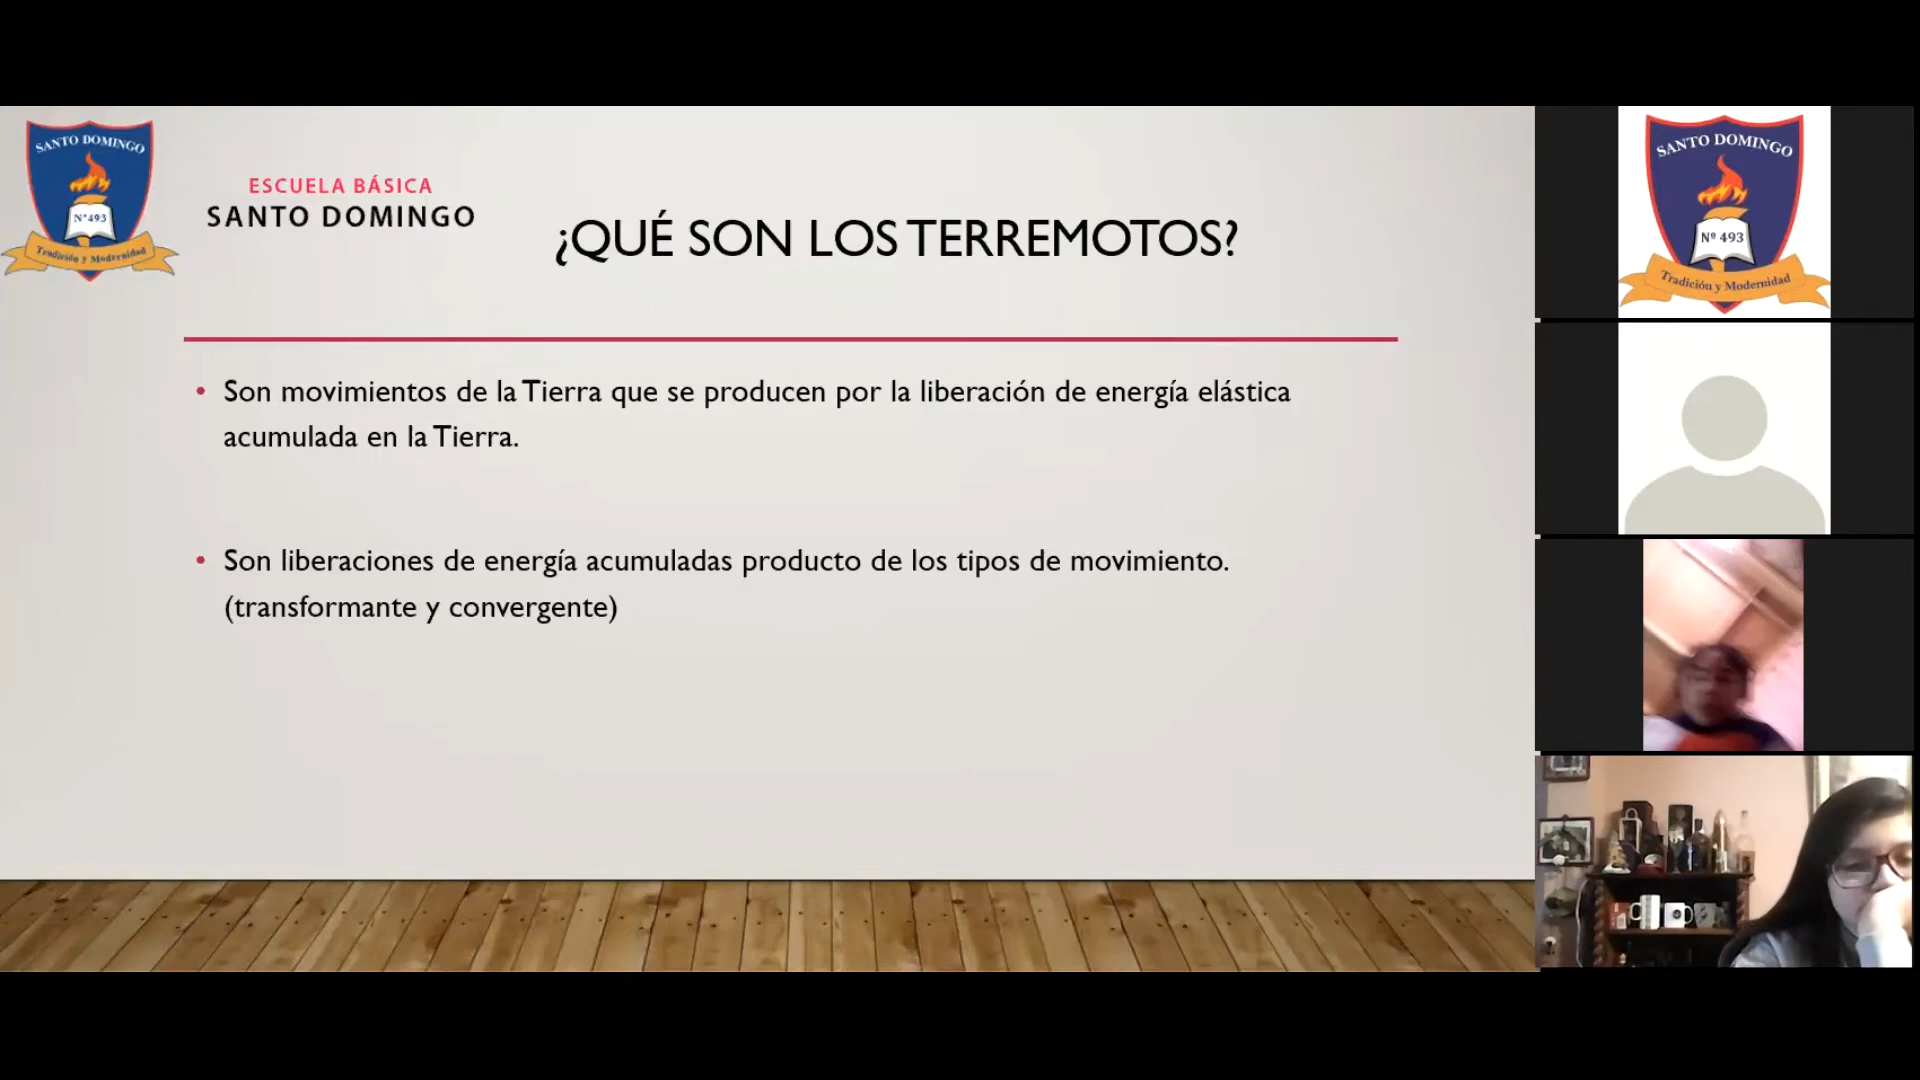 SANTO DOMINGO
N°493
Tradición y Modernidad
ESCUELA BÁSICA
SANTO DOMINGO
¿QUÉ SON LOS TERREMOTOS?
• Son movimientos de la Tierra que se producen por la liberación de energía elástica
acumulada en la Tierra.
• Son liberaciones de energía acumuladas producto de los tipos de movimiento.
(transformante y convergente)
SANTO DOMINGO
Nº 493
Tradición y Modernidad